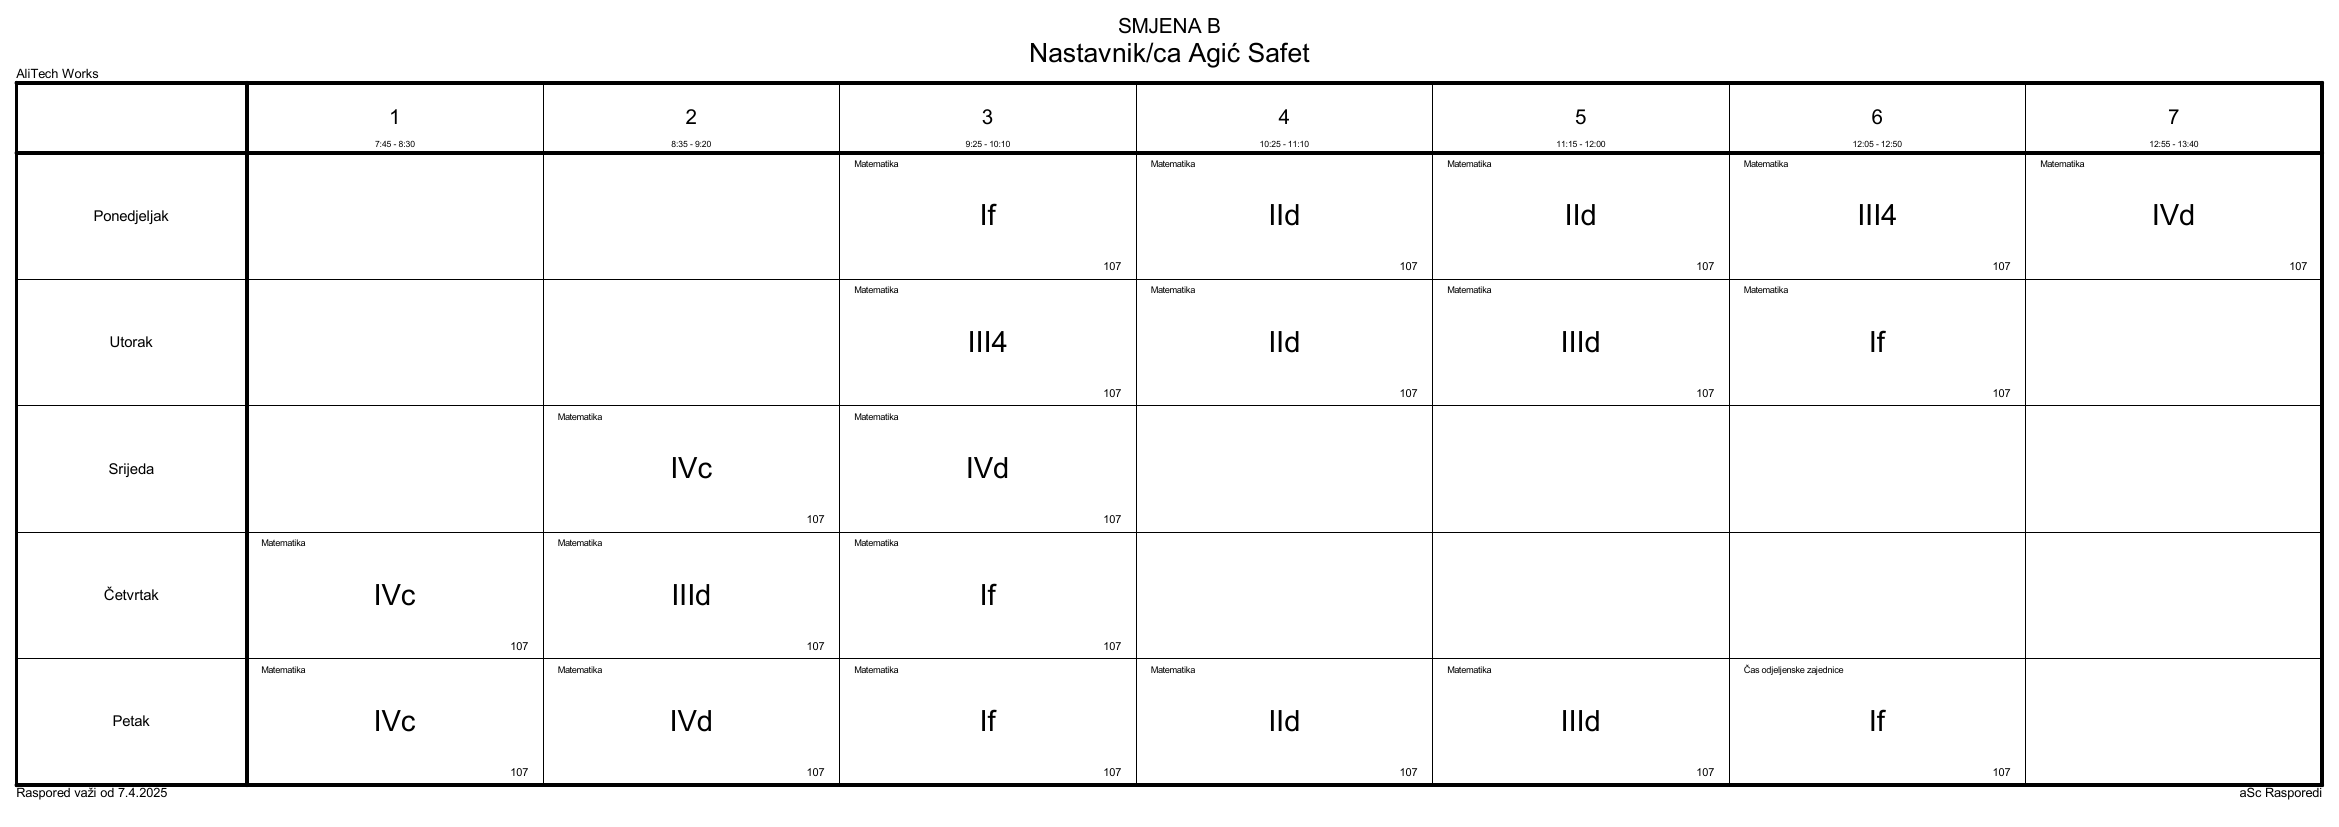 SMJENA B
Nastavnik/ca Agić Safet
AliTech Works
1 2 3 4 5 6 7
7:45 - 8:30 8:35 - 9:20 9:25 - 10:10 10:25 - 11:10 11:15 - 12:00 12:05 - 12:50 12:55 - 13:40
Matematika Matematika Matematika Matematika Matematika
Ponedjeljak If IId IId III4 IVd
107 107 107 107 107
Matematika Matematika Matematika Matematika
Utorak III4 IId IIId If
107 107 107 107
Matematika Matematika
Srijeda IVc IVd
107 107
Matematika Matematika Matematika
Četvrtak IVc IIId If
107 107 107
Matematika Matematika Matematika Matematika Matematika Čas odjeljenske zajednice
Petak IVc IVd If IId IIId If
107 107 107 107 107 107
Raspored važi od 7.4.2025 aSc Rasporedi